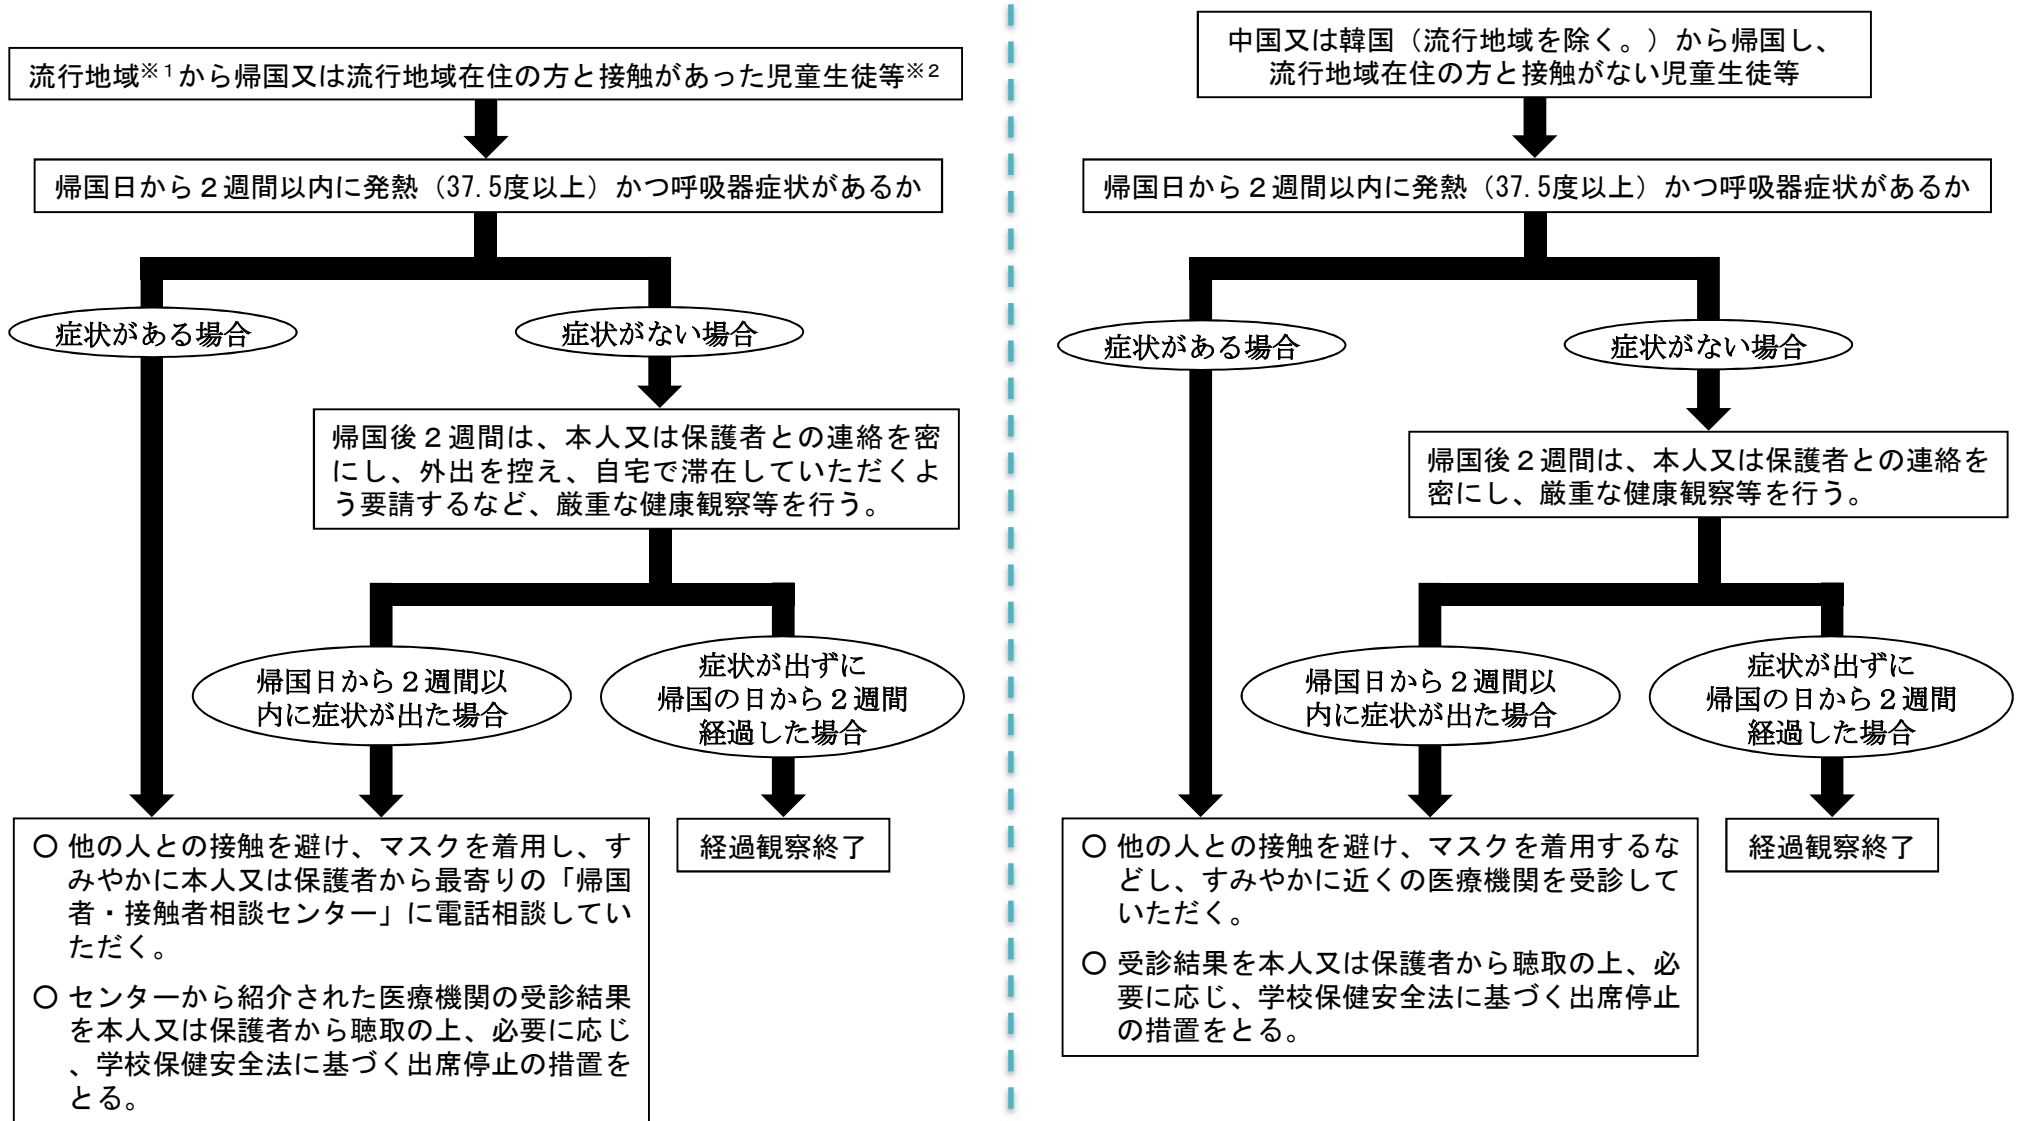 流行地域※１から帰国又は流行地域在住の方と接触があった児童生徒等※２
帰国日から２週間以内に発熱（37.5度以上）かつ呼吸器症状があるか
症状がある場合
症状がない場合
帰国後２週間は、本人又は保護者との連絡を密
にし、外出を控え、自宅で滞在していただくよ
う要請するなど、厳重な健康観察等を行う。
帰国日から２週間以
内に症状が出た場合
症状が出ずに
帰国の日から２週間
経過した場合
〇 他の人との接触を避け、マスクを着用し、す
みやかに本人又は保護者から最寄りの「帰国
者・接触者相談センター」に電話相談してい
ただく。
〇 センターから紹介された医療機関の受診結果
を本人又は保護者から聴取の上、必要に応じ
、学校保健安全法に基づく出席停止の措置を
とる。
経過観察終了
中国又は韓国（流行地域を除く。）から帰国し、
流行地域在住の方と接触がない児童生徒等
帰国日から２週間以内に発熱（37.5度以上）かつ呼吸器症状があるか
症状がある場合
症状がない場合
帰国後２週間は、本人又は保護者との連絡を
密にし、厳重な健康観察等を行う。
帰国日から２週間以
内に症状が出た場合
症状が出ずに
帰国の日から２週間
経過した場合
〇 他の人との接触を避け、マスクを着用するな
どし、すみやかに近くの医療機関を受診して
いただく。
〇 受診結果を本人又は保護者から聴取の上、必
要に応じ、学校保健安全法に基づく出席停止
の措置をとる。
経過観察終了